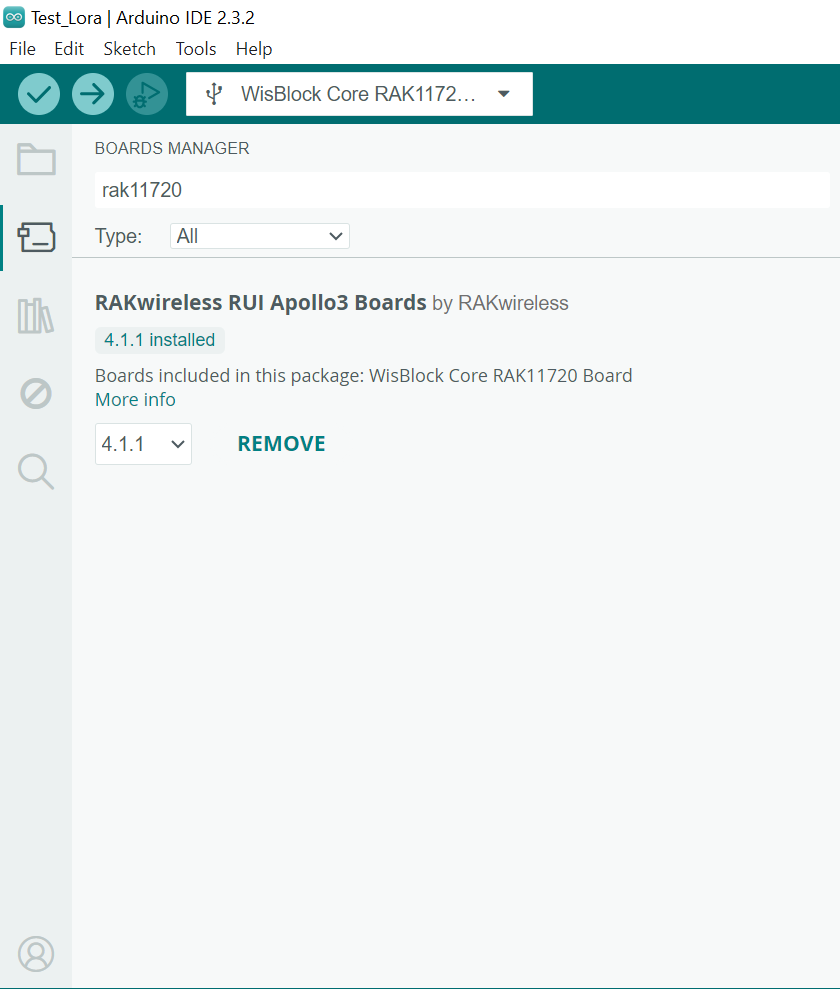 Test_Lora | Arduino IDE 2.3.2
File Edit Sketch Tools Help
WisBlock Core RAK1172...
BOARDS MANAGER
rak11720
Type: All
RAKwireless RUI Apollo3 Boards by RAKwireless
4.1.1 installed
Boards included in this package: WisBlock Core RAK11720 Board
More info
4.1.1 REMOVE